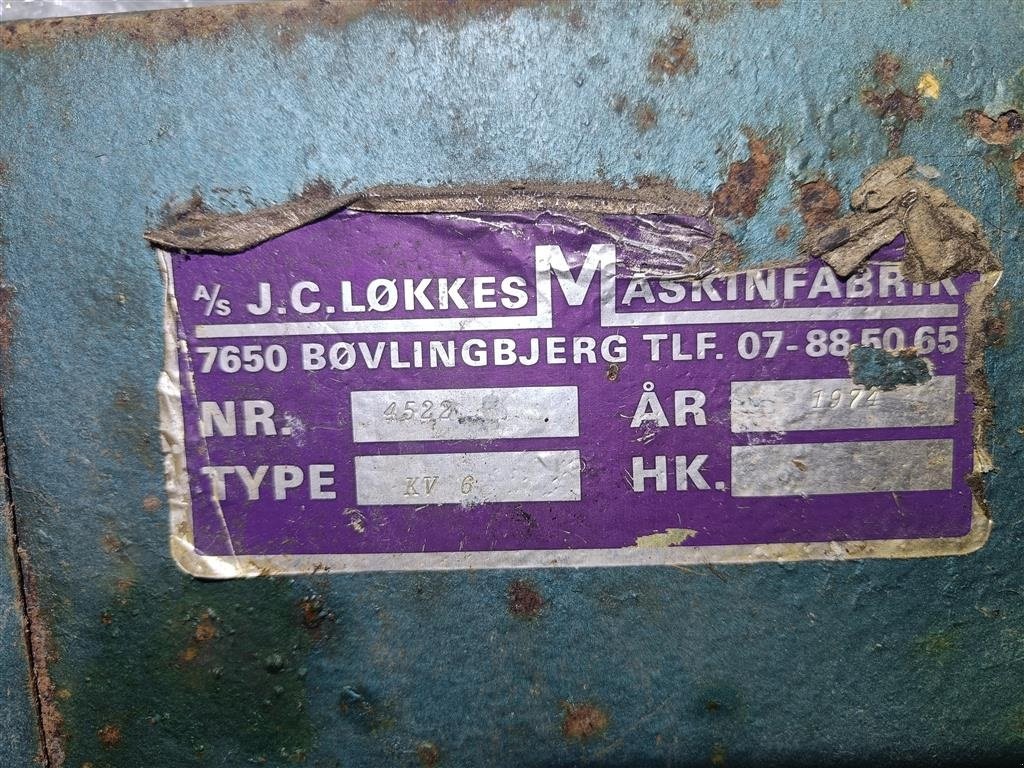 A/S J.C. LØKKES MASKINFABRIK
7650 BØVLINGBJERG TLF. 07-88 50 65
NR. 4522 ÅR 1974
TYPE KV 6 HK.